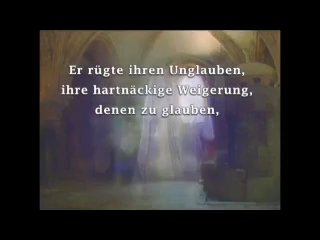 Er rügte ihren Unglauben,
ihre hartnäckige Weigerung,
denen zu glauben,